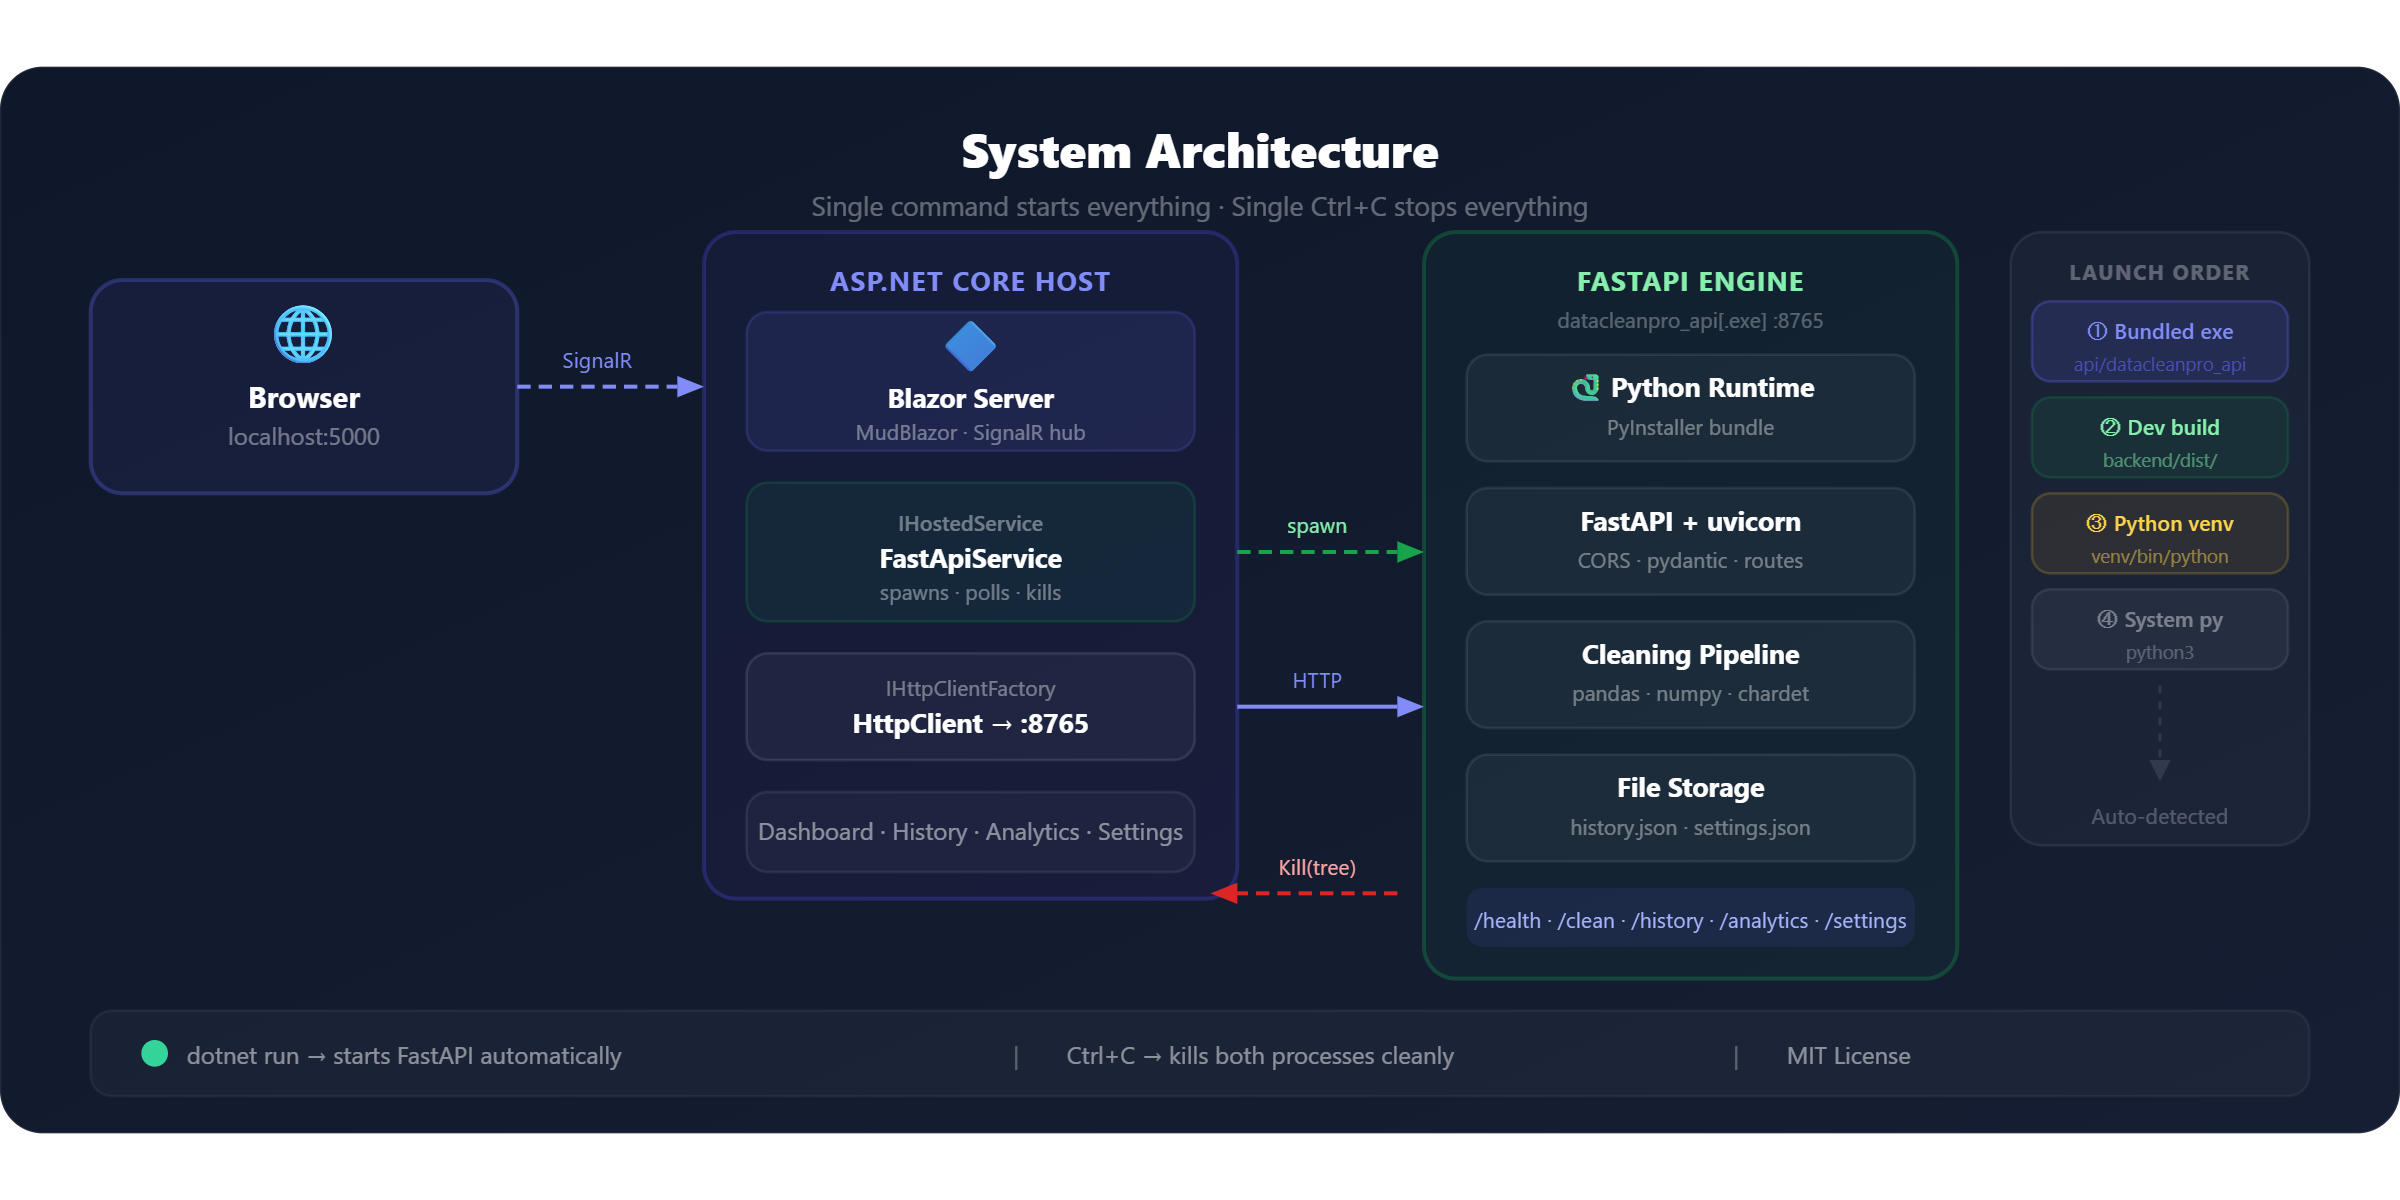 System Architecture
Single command starts everything · Single Ctrl+C stops everything
Browser
localhost:5000
SignalR
ASP.NET CORE HOST
Blazor Server
MudBlazor · SignalR hub
IHostedService
FastApiService
spawns · polls · kills
IHttpClientFactory
HttpClient → :8765
Dashboard · History · Analytics · Settings
spawn
HTTP
Kill(tree)
FASTAPI ENGINE
datacleanpro_api[.exe] :8765
Python Runtime
PyInstaller bundle
FastAPI + uvicorn
CORS · pydantic · routes
Cleaning Pipeline
pandas · numpy · chardet
File Storage
history.json · settings.json
/health · /clean · /history · /analytics · /settings
LAUNCH ORDER
① Bundled exe
api/datacleanpro_api
② Dev build
backend/dist/
③ Python venv
venv/bin/python
④ System py
python3
Auto-detected
dotnet run → starts FastAPI automatically
|
Ctrl+C → kills both processes cleanly
|
MIT License